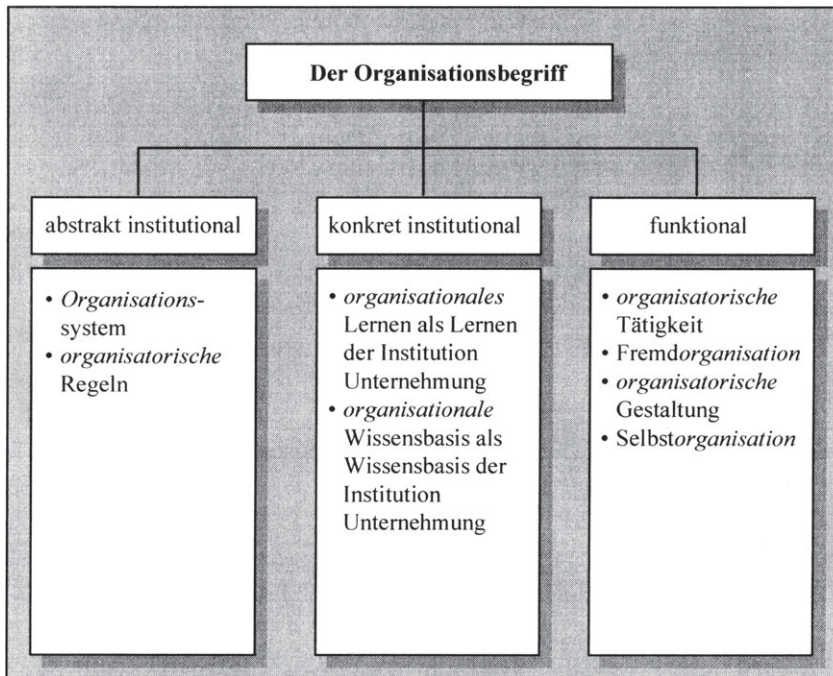 Der Organisationsbegriff
abstrakt institutional
• Organisations-
system
• organisatorische
Regeln
konkret institutional
• organisationales
Lernen als Lernen
der Institution
Unternehmung
• organisationale
Wissensbasis als
Wissensbasis der
Institution
Unternehmung
funktional
• organisatorische
Tätigkeit
• Fremdorganisation
• organisatorische
Gestaltung
• Selbstorganisation